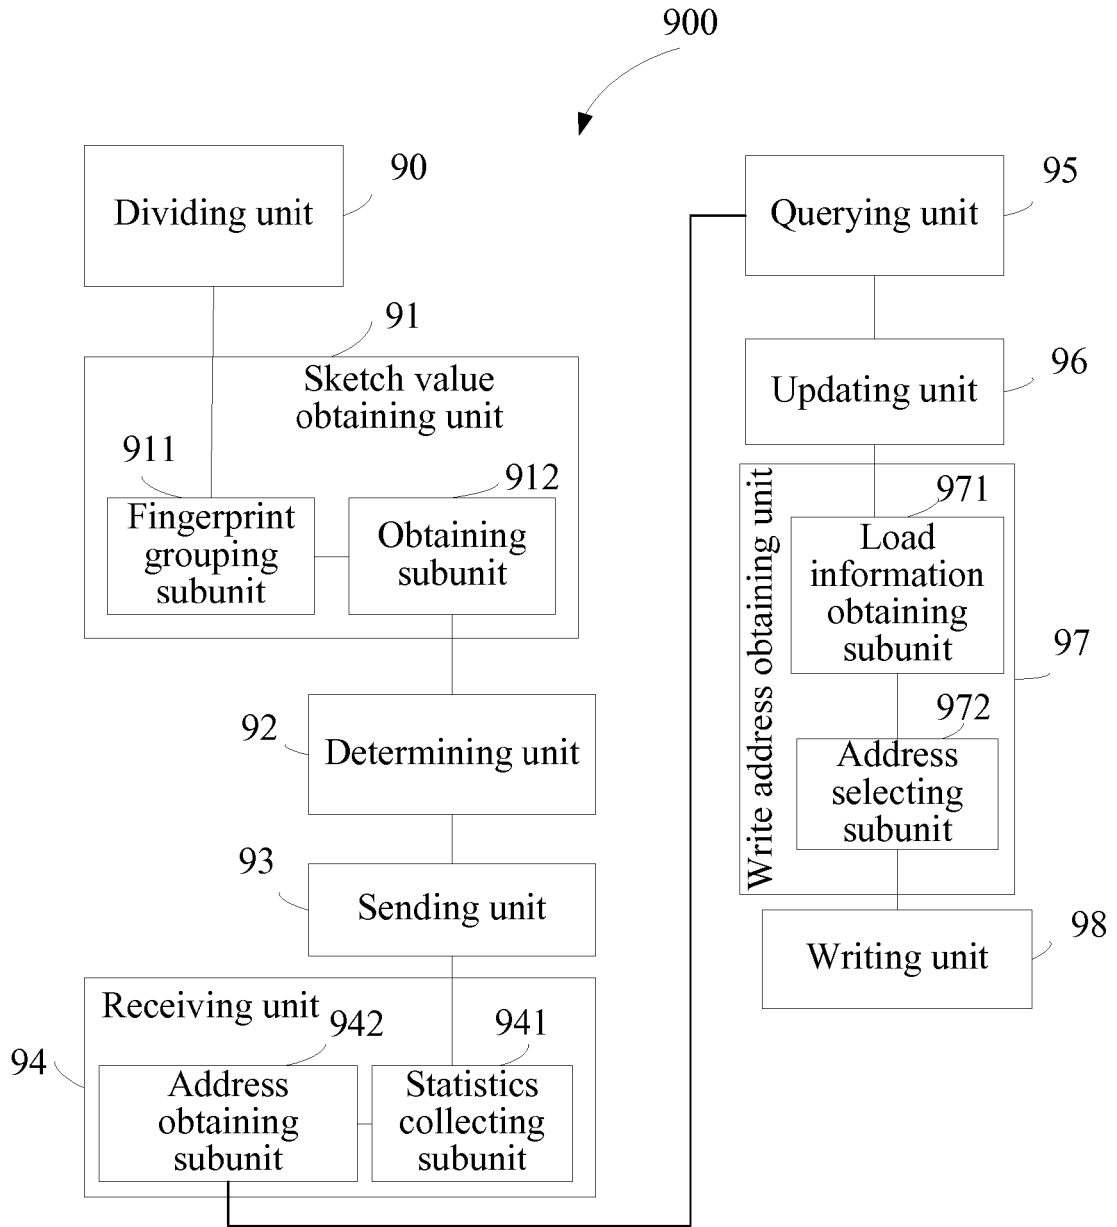 900
Dividing unit
90
91
Sketch value
obtaining unit
911
912
Fingerprint
grouping
subunit
Obtaining
subunit
92
Determining unit
93
Sending unit
Receiving unit
942
941
94
Address
obtaining
subunit
Statistics
collecting
subunit
Querying unit
95
Updating unit
96
Write address obtaining unit
971
Load
information
obtaining
subunit
97
972
Address
selecting
subunit
Writing unit
98